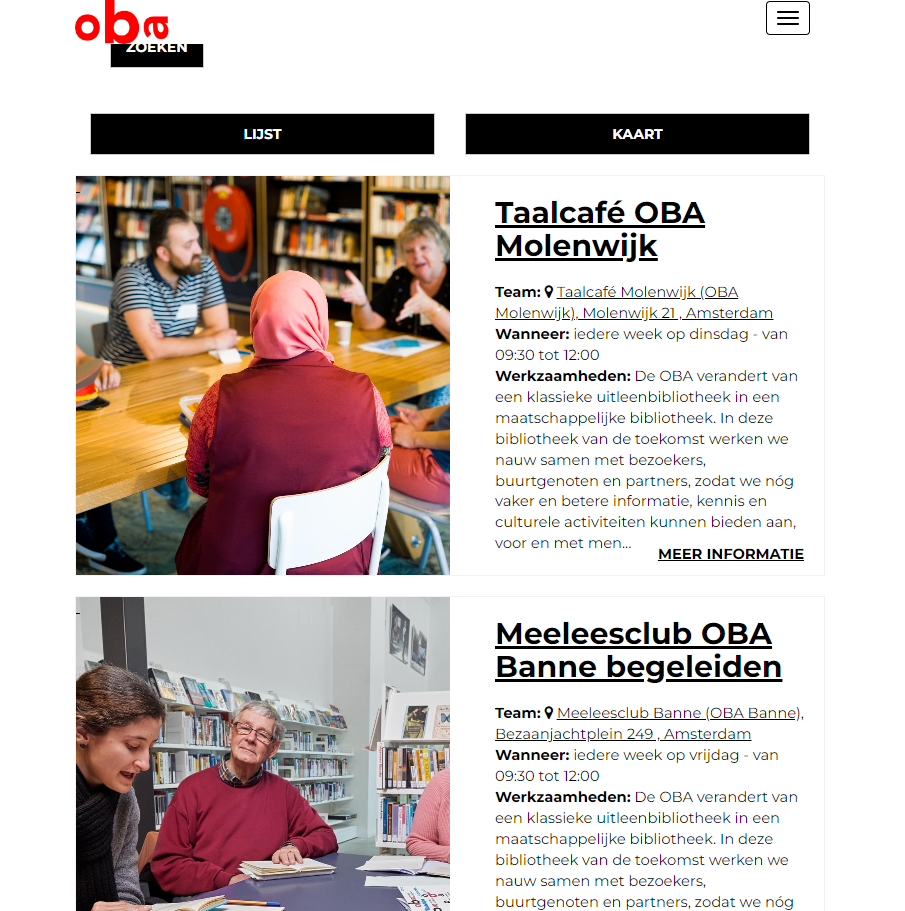 oba
ZOEKEN
LIJST
KAART
Taalcafé OBA
Molenwijk
Team: Taalcafé Molenwijk (OBA
Molenwijk), Molenwijk 21 , Amsterdam
Wanneer: iedere week op dinsdag - van
09:30 tot 12:00
Werkzaamheden: De OBA verandert van
een klassieke uitleenbibliotheek in een
maatschappelijke bibliotheek. In deze
bibliotheek van de toekomst werken we
nauw samen met bezoekers,
buurtgenoten en partners, zodat we nóg
vaker en betere informatie, kennis en
culturele activiteiten kunnen bieden aan,
voor en met men...
MEER INFORMATIE
Meeleesclub OBA
Banne begeleiden
Team: Meeleesclub Banne (OBA Banne),
Bezaanjachtplein 249 , Amsterdam
Wanneer: iedere week op vrijdag - van
09:30 tot 12:00
Werkzaamheden: De OBA verandert van
een klassieke uitleenbibliotheek in een
maatschappelijke bibliotheek. In deze
bibliotheek van de toekomst werken we
nauw samen met bezoekers,
buurtgenoten en partners, zodat we nóg